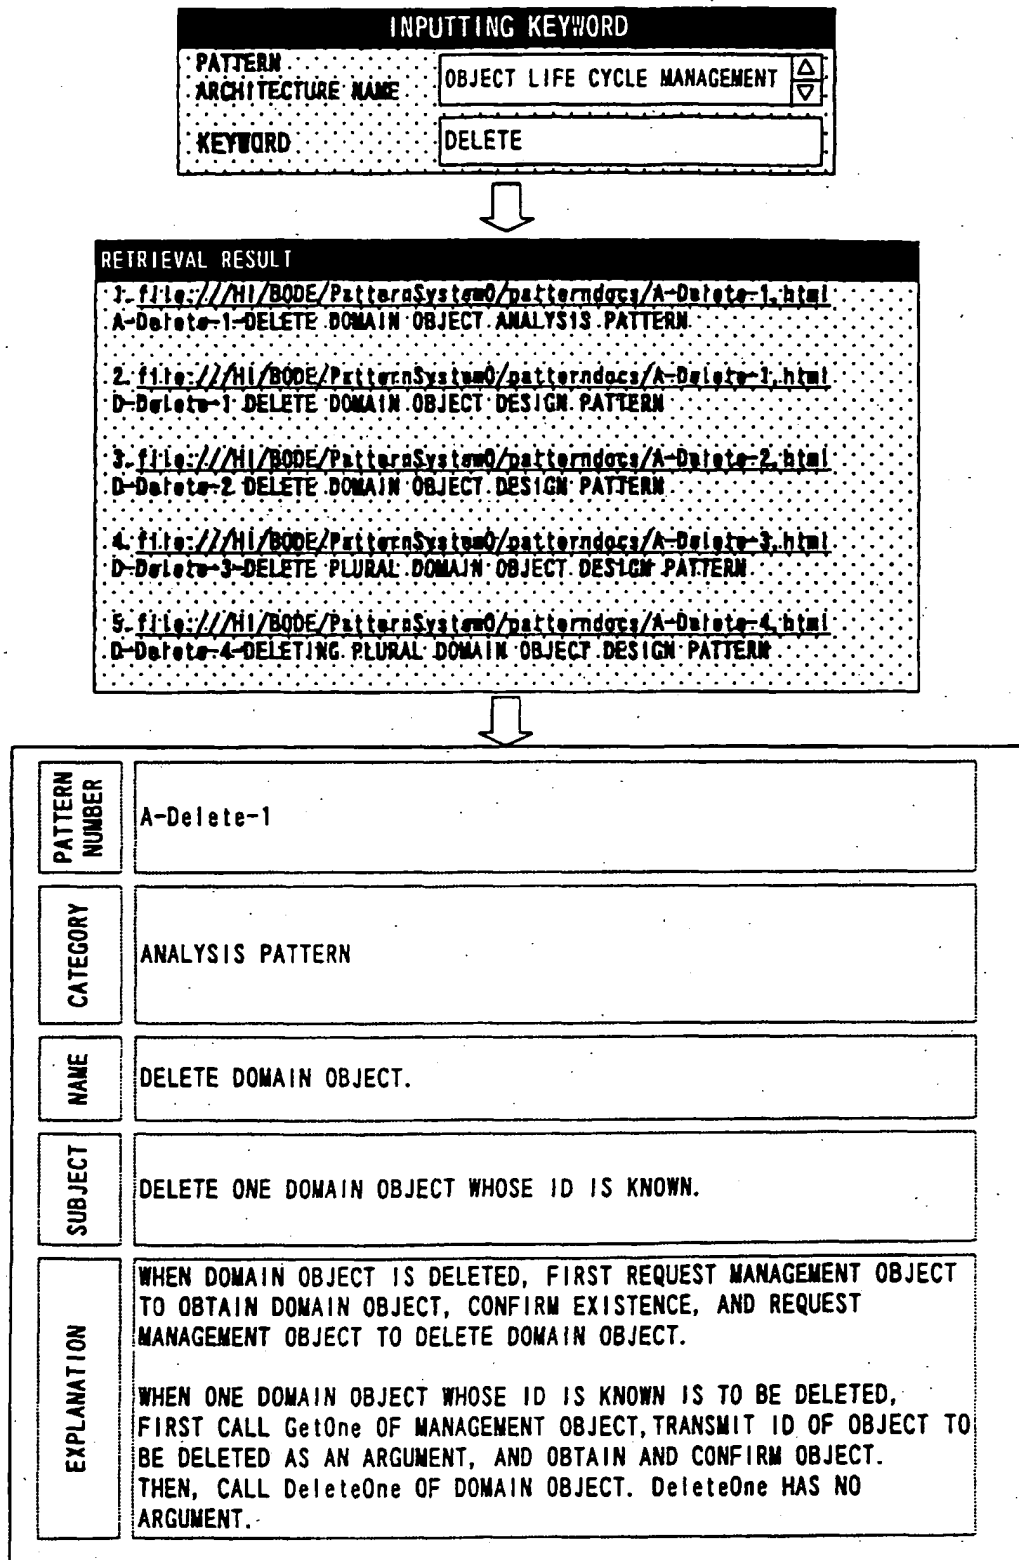 INPUTTING KEYWORD
PATTERN
ARCHITECTURE NAME
OBJECT LIFE CYCLE MANAGEMENT
KEYWORD
DELETE
RETRIEVAL RESULT
1. file:///H1/BODE/PatternSystem0/patterndocs/A-Delete-1.html
A-Delete-1-DELETE DOMAIN OBJECT ANALYSIS PATTERN
2. file:///H1/BODE/PatternSystem0/patterndocs/A-Delete-1.html
D-Delete-1 DELETE DOMAIN OBJECT DESIGN PATTERN
3. file:///H1/BODE/PatternSystem0/patterndocs/A-Delete-2.html
D-Delete-2 DELETE DOMAIN OBJECT DESIGN PATTERN
4. file:///H1/BODE/PatternSystem0/patterndocs/A-Delete-3.html
D-Delete-3-DELETE PLURAL DOMAIN OBJECT DESIGN PATTERN
5. file:///H1/BODE/PatternSystem0/patterndocs/A-Delete-4.html
D-Delete-4-DELETING PLURAL DOMAIN OBJECT DESIGN PATTERN
PATTERN
NUMBER
A-Delete-1
CATEGORY
ANALYSIS PATTERN
NAME
DELETE DOMAIN OBJECT.
SUBJECT
DELETE ONE DOMAIN OBJECT WHOSE ID IS KNOWN.
EXPLANATION
WHEN DOMAIN OBJECT IS DELETED, FIRST REQUEST MANAGEMENT OBJECT
TO OBTAIN DOMAIN OBJECT, CONFIRM EXISTENCE, AND REQUEST
MANAGEMENT OBJECT TO DELETE DOMAIN OBJECT.
WHEN ONE DOMAIN OBJECT WHOSE ID IS KNOWN IS TO BE DELETED,
FIRST CALL GetOne OF MANAGEMENT OBJECT, TRANSMIT ID OF OBJECT TO
BE DELETED AS AN ARGUMENT, AND OBTAIN AND CONFIRM OBJECT.
THEN, CALL DeleteOne OF DOMAIN OBJECT. DeleteOne HAS NO
ARGUMENT.